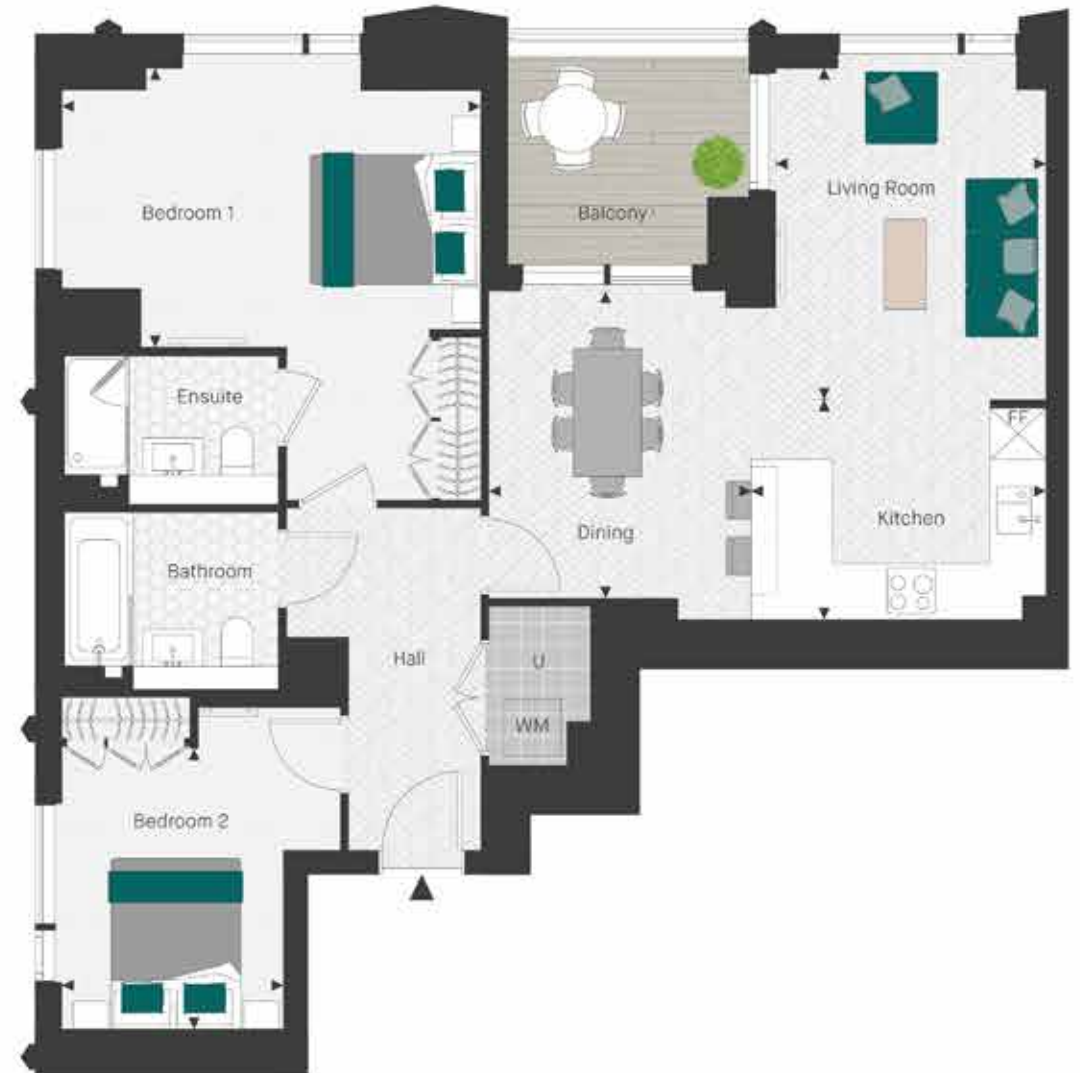 Bedroom 1
Balcony
Living Room
Ensuite
FF
Kitchen
Dining
Bathroom
Hall
U
WM
Bedroom 2